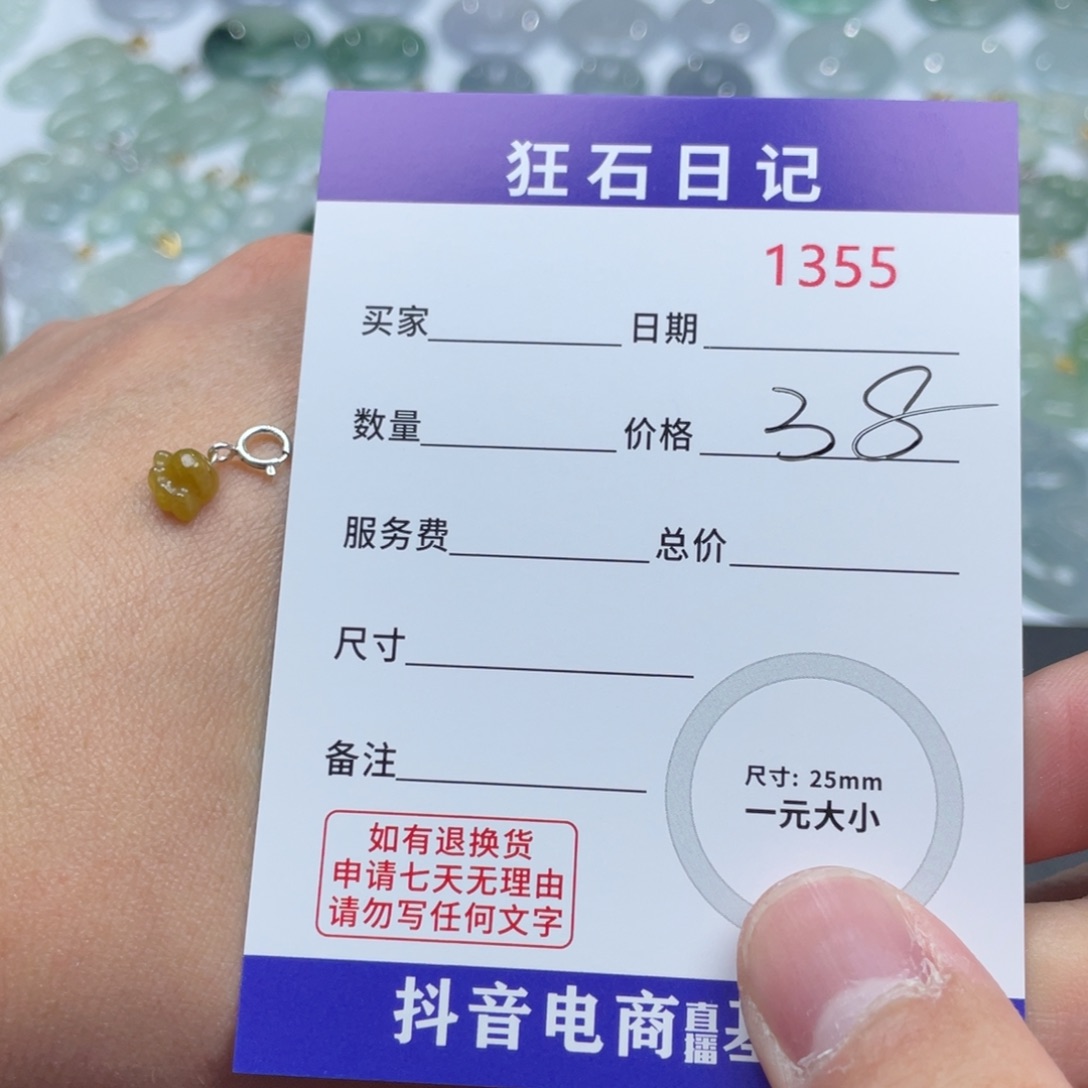 狂石日记
1355
买家 日期
数量 价格 38
服务费 总价
尺寸
备注
尺寸: 25mm
一元大小
如有退换货
申请七天无理由
请勿写任何文字
抖音电商直播